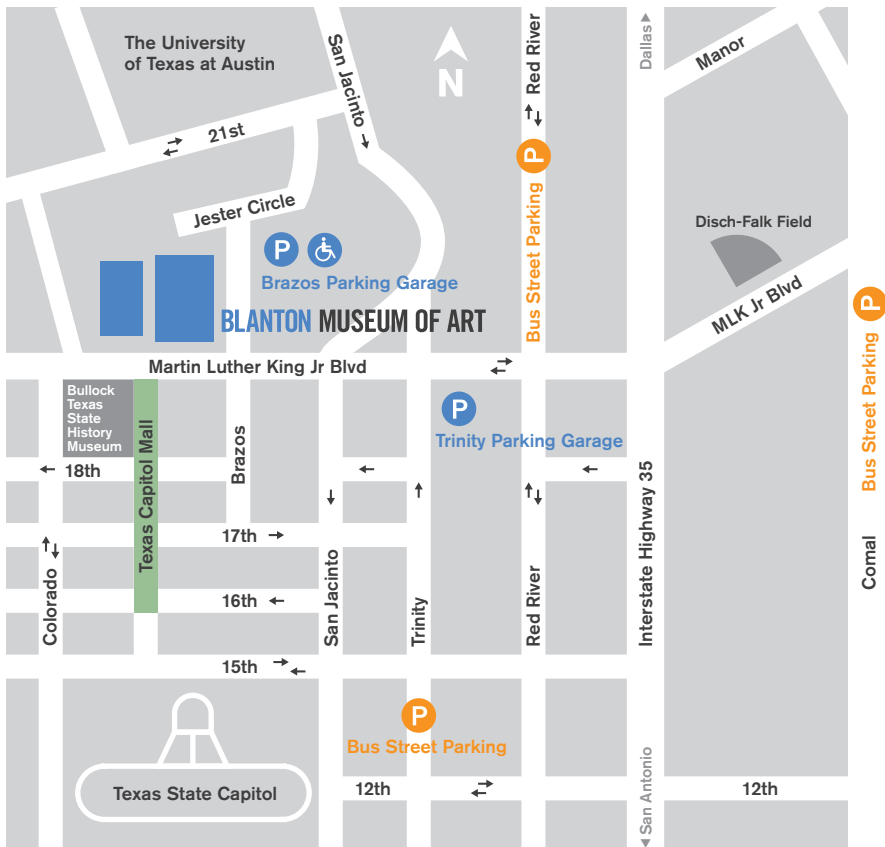 The University
of Texas at Austin
San Jacinto
N
Red River
Dallas
Manor
21st
P
Bus Street Parking
Jester Circle
Disch-Falk Field
P
Brazos Parking Garage
MLK Jr Blvd
P
Bus Street Parking
BLANTON MUSEUM OF ART
Martin Luther King Jr Blvd
Bullock
Texas
State
History
Museum
Texas Capitol Mall
Brazos
P
Trinity Parking Garage
18th
Interstate Highway 35
17th
Colorado
San Jacinto
Trinity
Red River
Comal
16th
15th
P
Bus Street Parking
Texas State Capitol
12th
San Antonio
12th